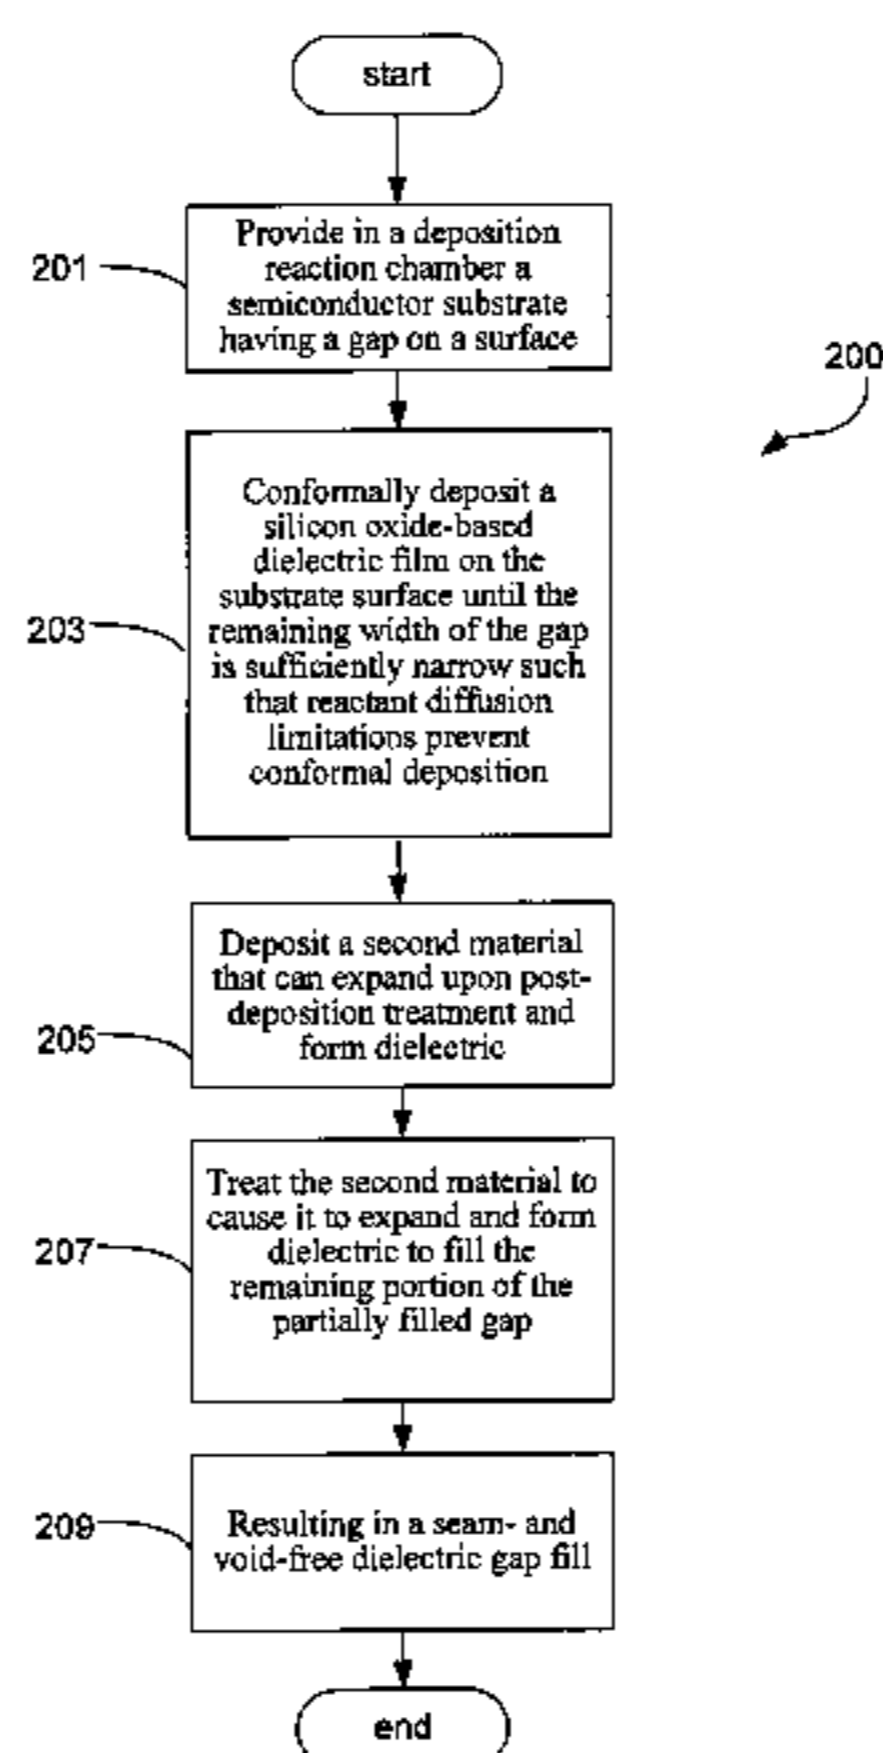 start
201
Provide in a deposition
reaction chamber a
semiconductor substrate
having a gap on a surface
200
203
Conformally deposit a
silicon oxide-based
dielectric film on the
substrate surface until the
remaining width of the gap
is sufficiently narrow such
that reactant diffusion
limitations prevent
conformal deposition
205
Deposit a second material
that can expand upon post-
deposition treatment and
form dielectric
207
Treat the second material to
cause it to expand and form
dielectric to fill the
remaining portion of the
partially filled gap
209
Resulting in a seam- and
void-free dielectric gap fill
end